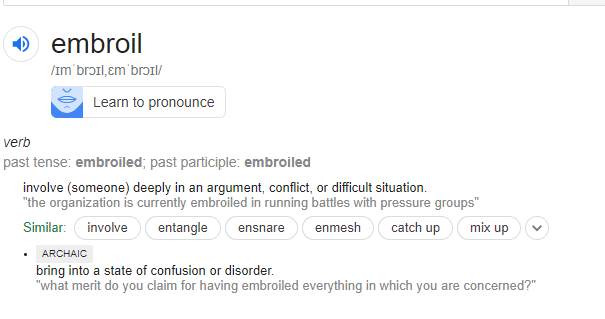 embroil
/ɪmˈbrɔɪl,ɛmˈbrɔɪl/
Learn to pronounce
verb
past tense: embroiled; past participle: embroiled
involve (someone) deeply in an argument, conflict, or difficult situation.
"the organization is currently embroiled in running battles with pressure groups"
Similar: involve entangle ensnare enmesh catch up mix up
• ARCHAIC
bring into a state of confusion or disorder.
"what merit do you claim for having embroiled everything in which you are concerned?"